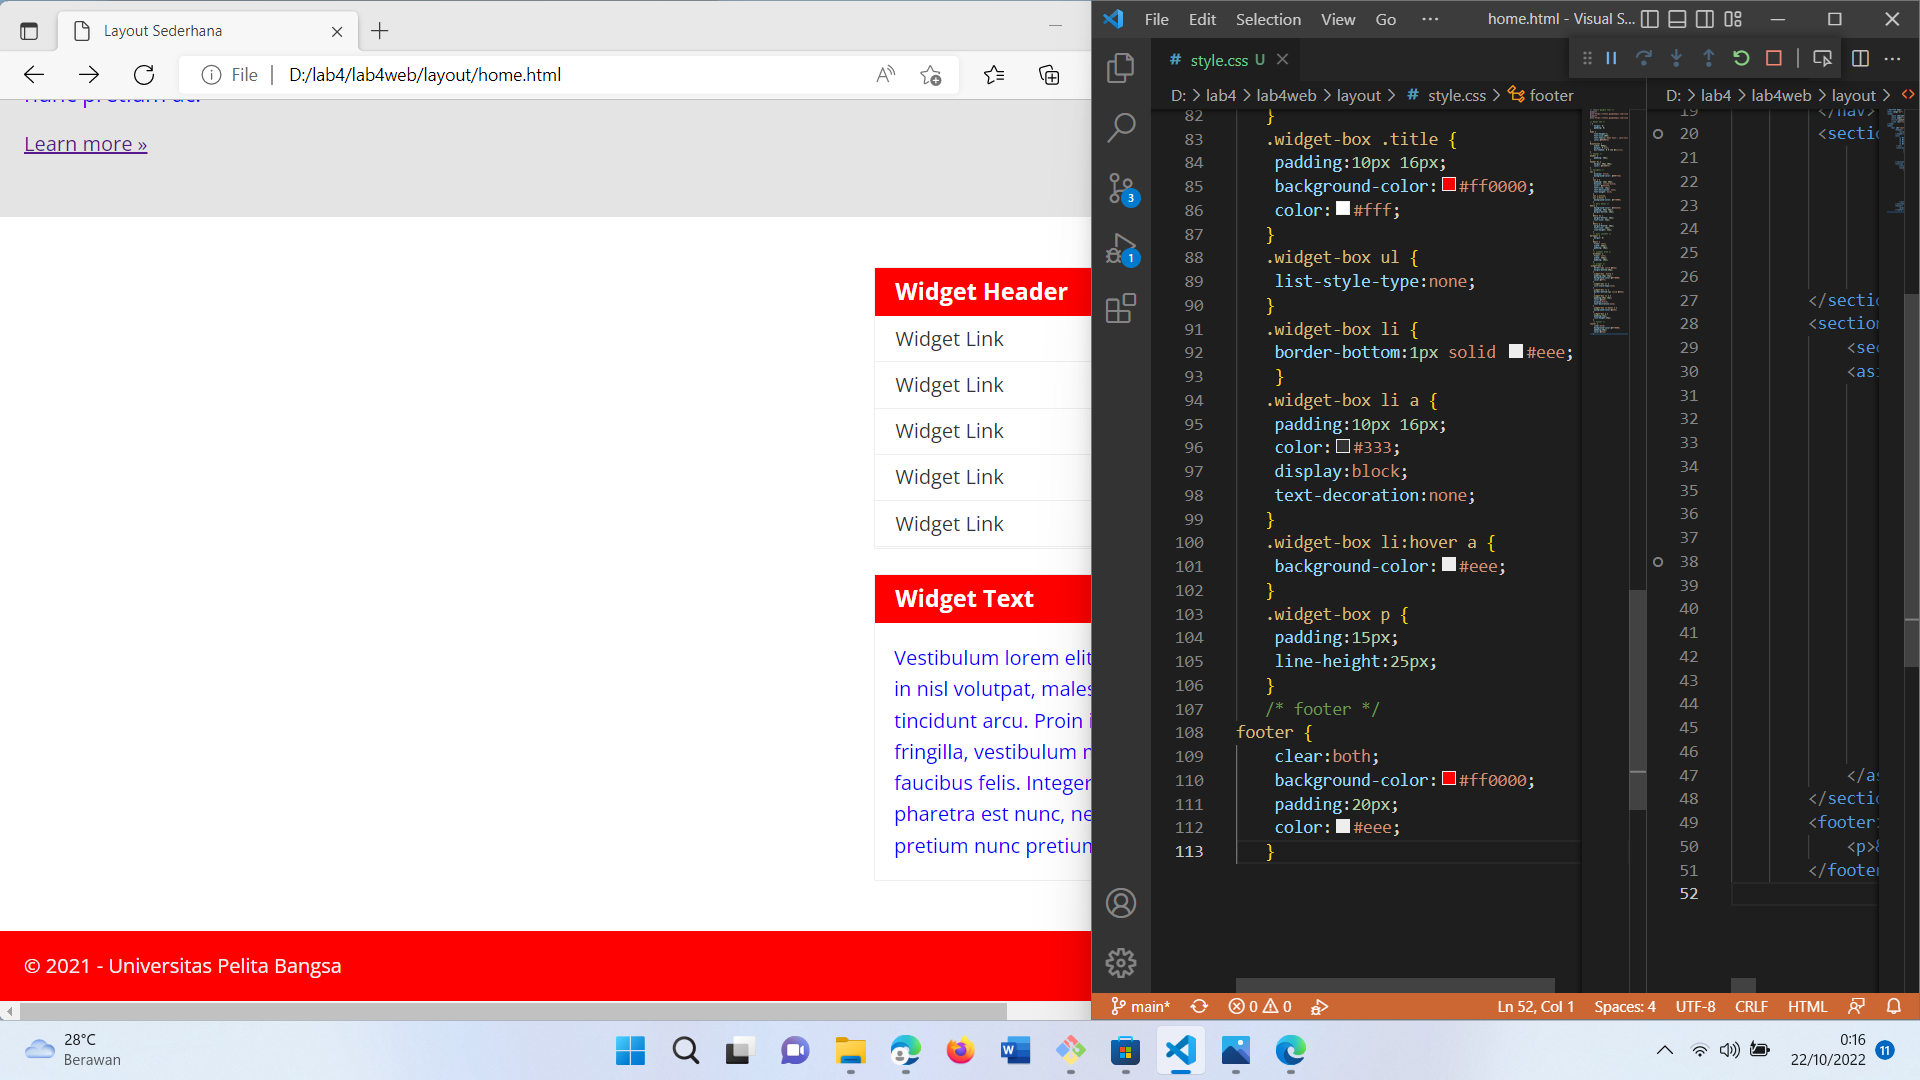 Layout Sederhana
File
D:/lab4/lab4web/layout/home.html
Learn more »
Widget Header
Widget Link
Widget Link
Widget Link
Widget Link
Widget Link
Widget Text
Vestibulum lorem elit
in nisl volutpat, males
tincidunt arcu. Proin i
fringilla, vestibulum n
faucibus felis. Integer
pharetra est nunc, ne
pretium nunc pretium
© 2021 - Universitas Pelita Bangsa
File Edit Selection View Go ···
home.html - Visual S...
# style.css U
D: > lab4 > lab4web > layout > # style.css > footer
82 }
83 .widget-box .title {
84 padding:10px 16px;
85 background-color: #ff0000;
86 color: #fff;
87 }
88 .widget-box ul {
89 list-style-type:none;
90 }
91 .widget-box li {
92 border-bottom:1px solid #eee;
93 }
94 .widget-box li a {
95 padding:10px 16px;
96 color: #333;
97 display:block;
98 text-decoration:none;
99 }
100 .widget-box li:hover a {
101 background-color: #eee;
102 }
103 .widget-box p {
104 padding:15px;
105 line-height:25px;
106 }
107 /* footer */
108 footer {
109 clear:both;
110 background-color: #ff0000;
111 padding:20px;
112 color: #eee;
113 }
D: > lab4 > lab4web > layout > <>
19 </nav>
20 <sectio
21
22
23
24
25
26
27 </sectio
28 <section
29 <sec
30 <asi
31
32
33
34
35
36
37
38
39
40
41
42
43
44
45
46
47 </as
48 </sectio
49 <footer>
50 <p>&
51 </footer
52
3
1
main* 0 0
Ln 52, Col 1 Spaces: 4 UTF-8 CRLF HTML
28°C
Berawan
0:16
22/10/2022
11